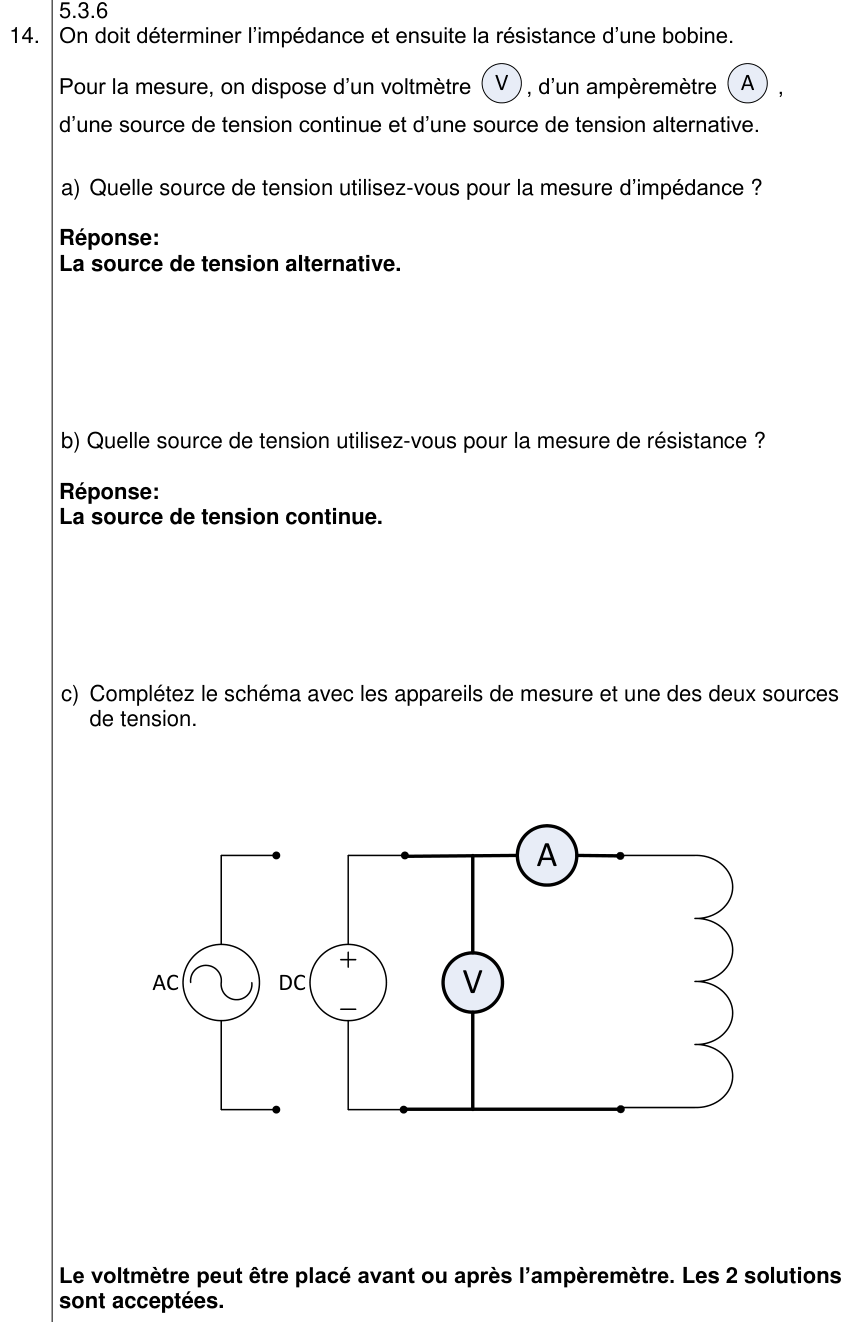 5.3.6
14. On doit déterminer l’impédance et ensuite la résistance d’une bobine.
Pour la mesure, on dispose d’un voltmètre V , d’un ampèremètre A ,
d’une source de tension continue et d’une source de tension alternative.
a) Quelle source de tension utilisez-vous pour la mesure d’impédance ?
Réponse:
La source de tension alternative.
b) Quelle source de tension utilisez-vous pour la mesure de résistance ?
Réponse:
La source de tension continue.
c) Complétez le schéma avec les appareils de mesure et une des deux sources
de tension.
A
AC DC + − V
Le voltmètre peut être placé avant ou après l’ampèremètre. Les 2 solutions
sont acceptées.